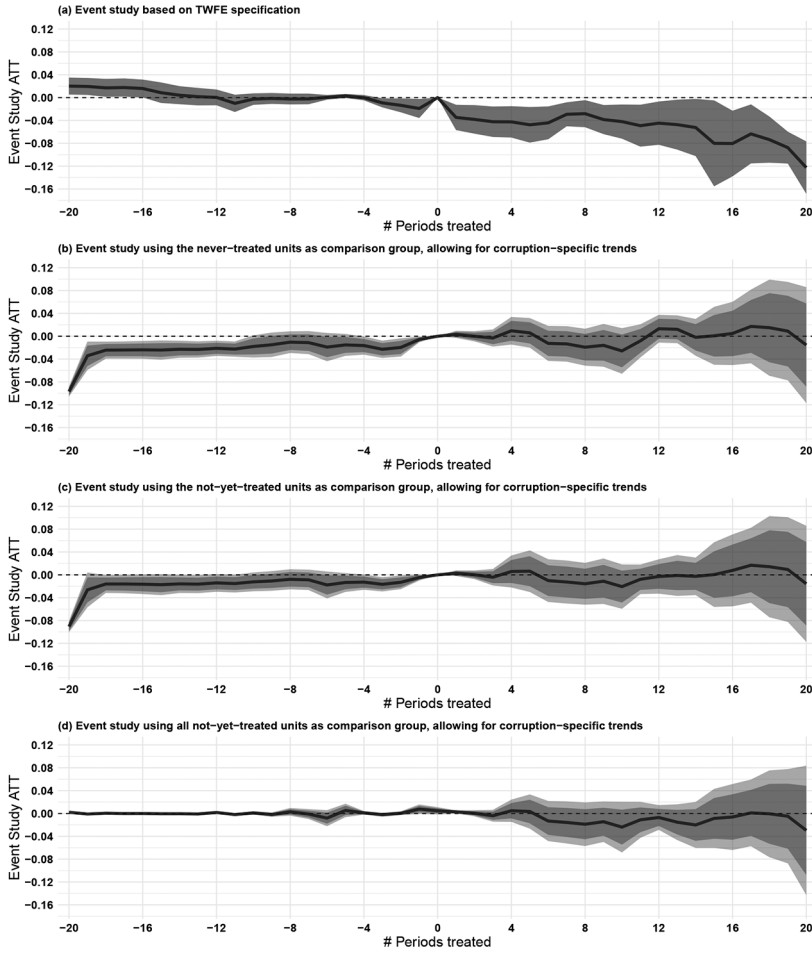 (a) Event study based on TWFE specification
0.12
0.08
0.04
0.00
−0.04
−0.08
−0.12
−0.16
Event Study ATT
−20 −16 −12 −8 −4 0 4 8 12 16 20
# Periods treated
(b) Event study using the never−treated units as comparison group, allowing for corruption−specific trends
0.12
0.08
0.04
0.00
−0.04
−0.08
−0.12
−0.16
Event Study ATT
−20 −16 −12 −8 −4 0 4 8 12 16 20
# Periods treated
(c) Event study using the not−yet−treated units as comparison group, allowing for corruption−specific trends
0.12
0.08
0.04
0.00
−0.04
−0.08
−0.12
−0.16
Event Study ATT
−20 −16 −12 −8 −4 0 4 8 12 16 20
# Periods treated
(d) Event study using all not−yet−treated units as comparison group, allowing for corruption−specific trends
0.12
0.08
0.04
0.00
−0.04
−0.08
−0.12
−0.16
Event Study ATT
−20 −16 −12 −8 −4 0 4 8 12 16 20
# Periods treated